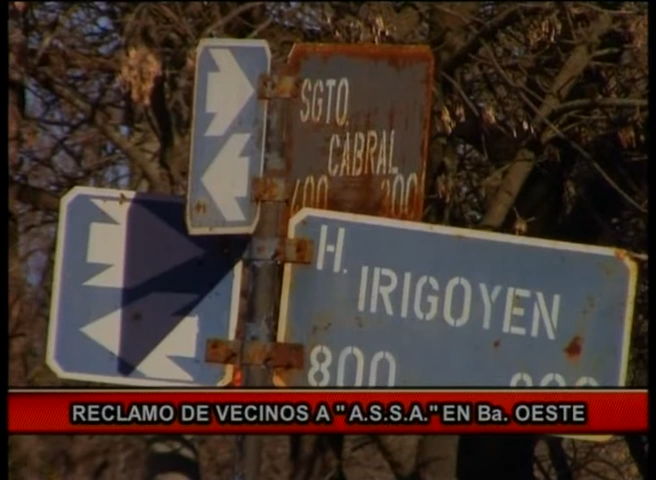 SGTO.
CABRAL
H.
IRIGOYEN
800
RECLAMO DE VECINOS A " A.S.S.A." EN Ba. OESTE